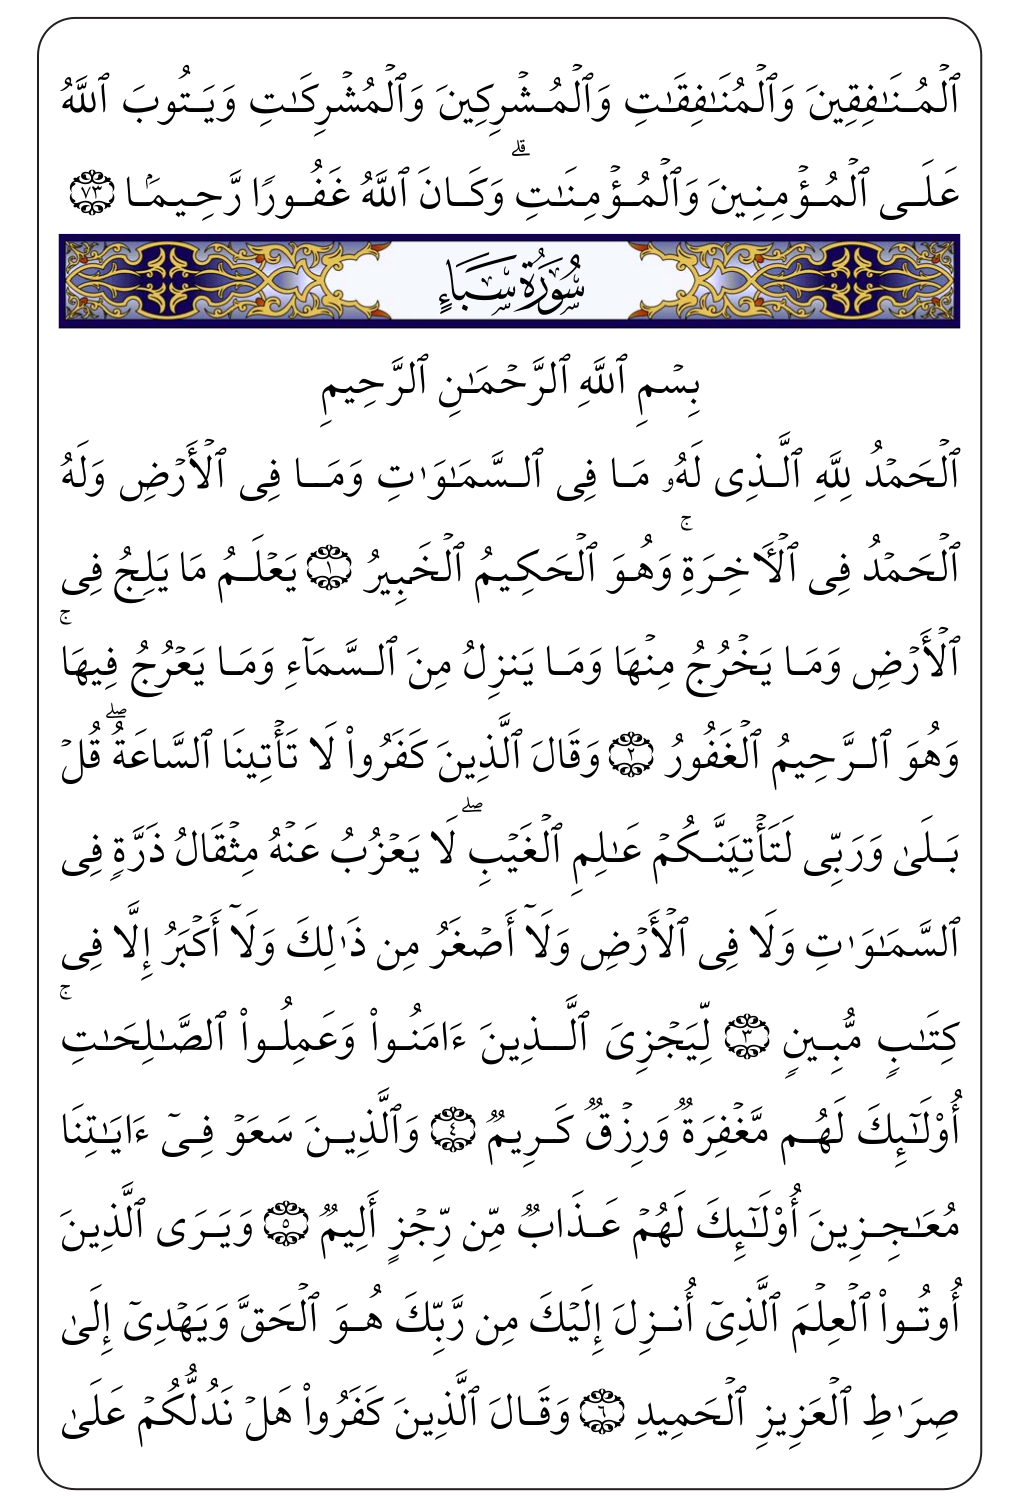 ٱلۡمُنَٰفِقِينَ وَٱلۡمُنَٰفِقَٰتِ وَٱلۡمُشۡرِكِينَ وَٱلۡمُشۡرِكَٰتِ وَيَتُوبَ ٱللَّهُ
عَلَى ٱلۡمُؤۡمِنِينَ وَٱلۡمُؤۡمِنَٰتِۗ وَكَانَ ٱللَّهُ غَفُورًا رَّحِيمَۢا ٧٣
سُورَةُ سَبَإٍ
بِسۡمِ ٱللَّهِ ٱلرَّحۡمَٰنِ ٱلرَّحِيمِ
ٱلۡحَمۡدُ لِلَّهِ ٱلَّذِى لَهُۥ مَا فِى ٱلسَّمَٰوَٰتِ وَمَا فِى ٱلۡأَرۡضِ وَلَهُ
ٱلۡحَمۡدُ فِى ٱلۡأَخِرَةِۚ وَهُوَ ٱلۡحَكِيمُ ٱلۡخَبِيرُ ١ يَعۡلَمُ مَا يَلِجُ فِى
ٱلۡأَرۡضِ وَمَا يَخۡرُجُ مِنۡهَا وَمَا يَنزِلُ مِنَ ٱلسَّمَآءِ وَمَا يَعۡرُجُ فِيهَاۚ
وَهُوَ ٱلرَّحِيمُ ٱلۡغَفُورُ ٢ وَقَالَ ٱلَّذِينَ كَفَرُواْ لَا تَأۡتِينَا ٱلسَّاعَةُۖ قُلۡ
بَلَىٰ وَرَبِّى لَتَأۡتِيَنَّكُمۡ عَٰلِمِ ٱلۡغَيۡبِۖ لَا يَعۡزُبُ عَنۡهُ مِثۡقَالُ ذَرَّةٍ فِى
ٱلسَّمَٰوَٰتِ وَلَا فِى ٱلۡأَرۡضِ وَلَآ أَصۡغَرُ مِن ذَٰلِكَ وَلَآ أَكۡبَرُ إِلَّا فِى
كِتَٰبٍ مُّبِينٍ ٣ لِّيَجۡزِىَ ٱلَّذِينَ ءَامَنُواْ وَعَمِلُواْ ٱلصَّٰلِحَٰتِۚ
أُوْلَٰٓئِكَ لَهُم مَّغۡفِرَةٌ وَرِزۡقٌ كَرِيمٌ ٤ وَٱلَّذِينَ سَعَوۡ فِىٓ ءَايَٰتِنَا
مُعَٰجِزِينَ أُوْلَٰٓئِكَ لَهُمۡ عَذَابٌ مِّن رِّجۡزٍ أَلِيمٌ ٥ وَيَرَى ٱلَّذِينَ
أُوتُواْ ٱلۡعِلۡمَ ٱلَّذِىٓ أُنزِلَ إِلَيۡكَ مِن رَّبِّكَ هُوَ ٱلۡحَقَّ وَيَهۡدِىٓ إِلَىٰ
صِرَٰطِ ٱلۡعَزِيزِ ٱلۡحَمِيدِ ٦ وَقَالَ ٱلَّذِينَ كَفَرُواْ هَلۡ نَدُلُّكُمۡ عَلَىٰ